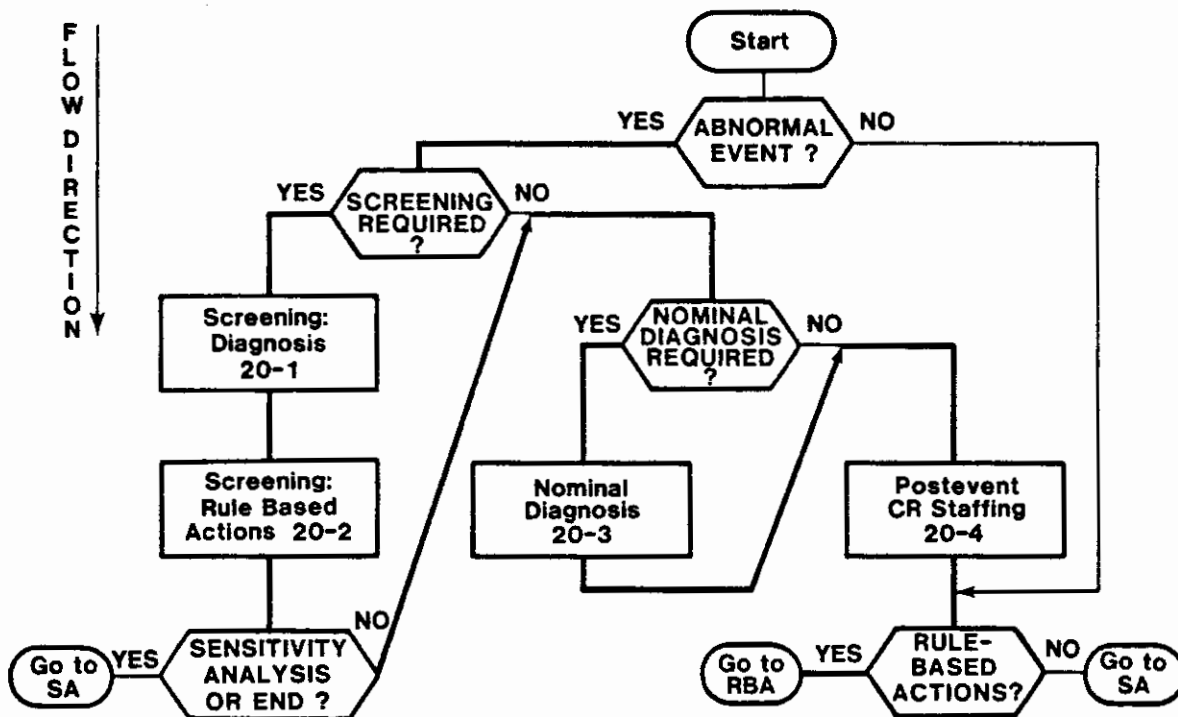 FLOW DIRECTION
Start
YES
ABNORMAL
EVENT ?
NO
YES
SCREENING
REQUIRED
?
NO
Screening:
Diagnosis
20-1
YES
NOMINAL
DIAGNOSIS
REQUIRED
?
NO
Screening:
Rule Based
Actions 20-2
Nominal
Diagnosis
20-3
Postevent
CR Staffing
20-4
Go to
SA
YES
SENSITIVITY
ANALYSIS
OR END ?
NO
Go to
RBA
YES
RULE-
BASED
ACTIONS?
NO
Go to
SA